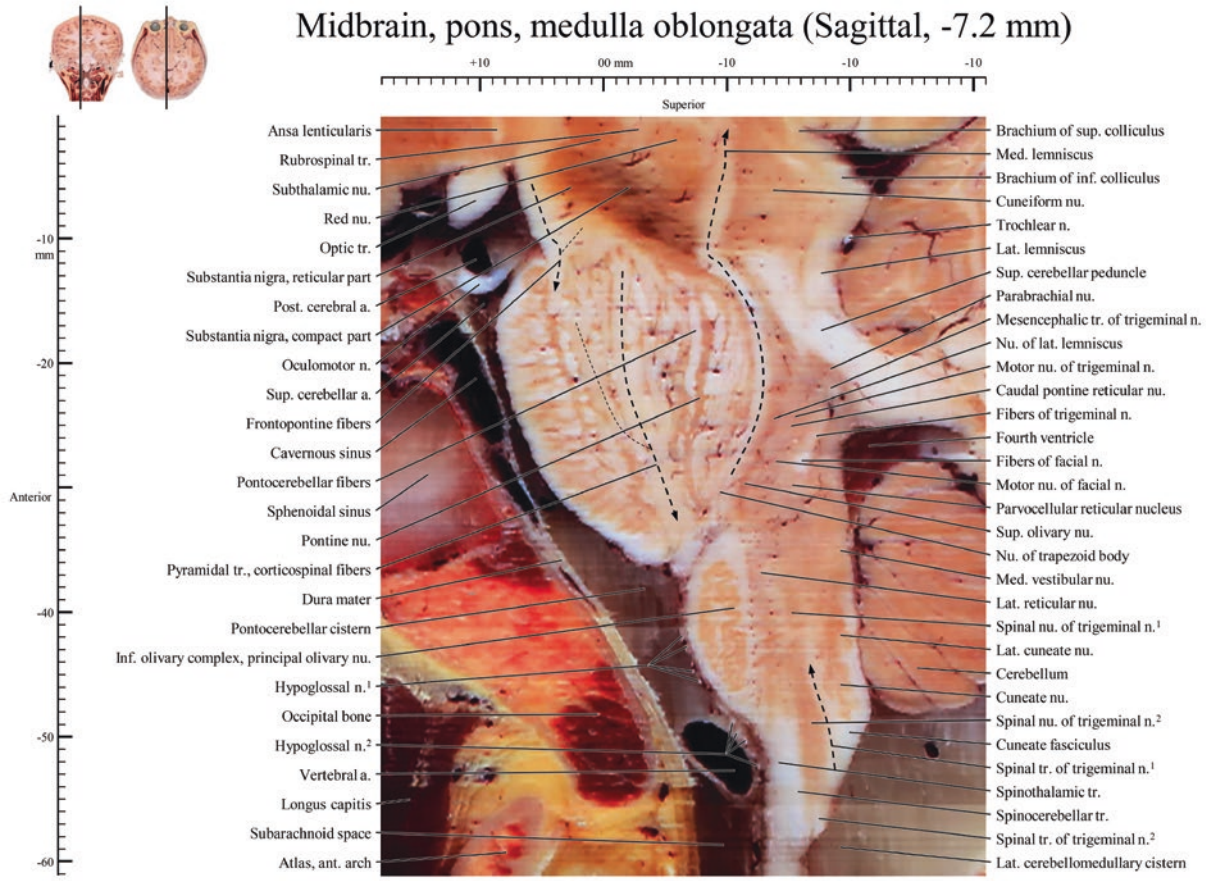 Midbrain, pons, medulla oblongata (Sagittal, -7.2 mm)
+10 00 mm -10 -10 -10
Superior
Ansa lenticularis
Rubrospinal tr.
Subthalamic nu.
Red nu.
Optic tr.
Substantia nigra, reticular part
Post. cerebral a.
Substantia nigra, compact part
Oculomotor n.
Sup. cerebellar a.
Frontopontine fibers
Cavernous sinus
Pontocerebellar fibers
Sphenoidal sinus
Pontine nu.
Pyramidal tr., corticospinal fibers
Dura mater
Pontocerebellar cistern
Inf. olivary complex, principal olivary nu.
Hypoglossal n.¹
Occipital bone
Hypoglossal n.²
Vertebral a.
Longus capitis
Subarachnoid space
Atlas, ant. arch
-10
mm
-20
Anterior
-30
-40
-50
-60
Brachium of sup. colliculus
Med. lemniscus
Brachium of inf. colliculus
Cuneiform nu.
Trochlear n.
Lat. lemniscus
Sup. cerebellar peduncle
Parabrachial nu.
Mesencephalic tr. of trigeminal n.
Nu. of lat. lemniscus
Motor nu. of trigeminal n.
Caudal pontine reticular nu.
Fibers of trigeminal n.
Fourth ventricle
Fibers of facial n.
Motor nu. of facial n.
Parvocellular reticular nucleus
Sup. olivary nu.
Nu. of trapezoid body
Med. vestibular nu.
Lat. reticular nu.
Spinal nu. of trigeminal n.¹
Lat. cuneate nu.
Cerebellum
Cuneate nu.
Spinal nu. of trigeminal n.²
Cuneate fasciculus
Spinal tr. of trigeminal n.¹
Spinothalamic tr.
Spinocerebellar tr.
Spinal tr. of trigeminal n.²
Lat. cerebellomedullary cistern